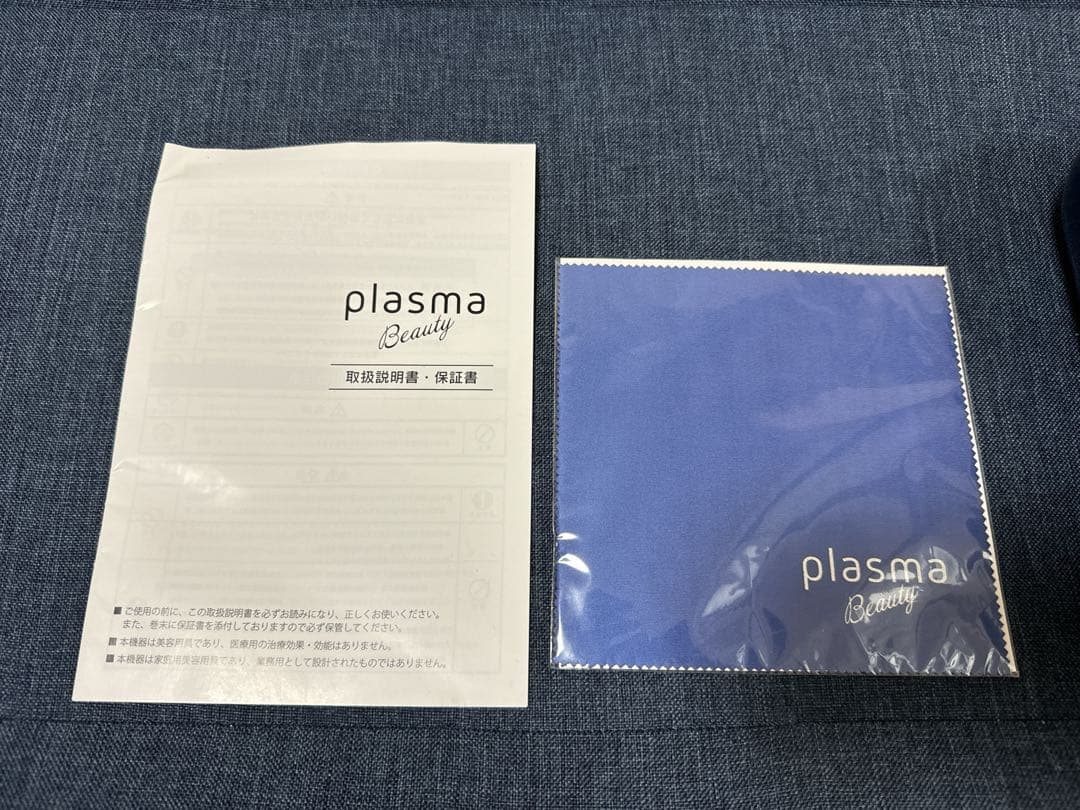 plasma
Beauty
取扱説明書・保証書
■ ご使用の前に、この取扱説明書を必ずお読みになり、正しくお使いください。
また、巻末に保証書を添付しておりますので必ず保管してください。
■ 本機器は美容用具であり、医療用の治療効果・効能はありません。
■ 本機器は家庭用美容用具であり、業務用として設計されたものではありません。
plasma
Beauty